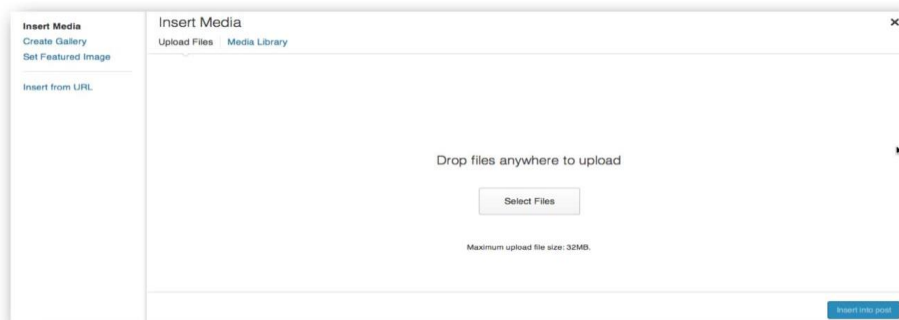 Insert Media
Create Gallery
Set Featured Image
Insert from URL
Insert Media
Upload Files Media Library
Drop files anywhere to upload
Select Files
Maximum upload file size: 32MB.
Insert into post